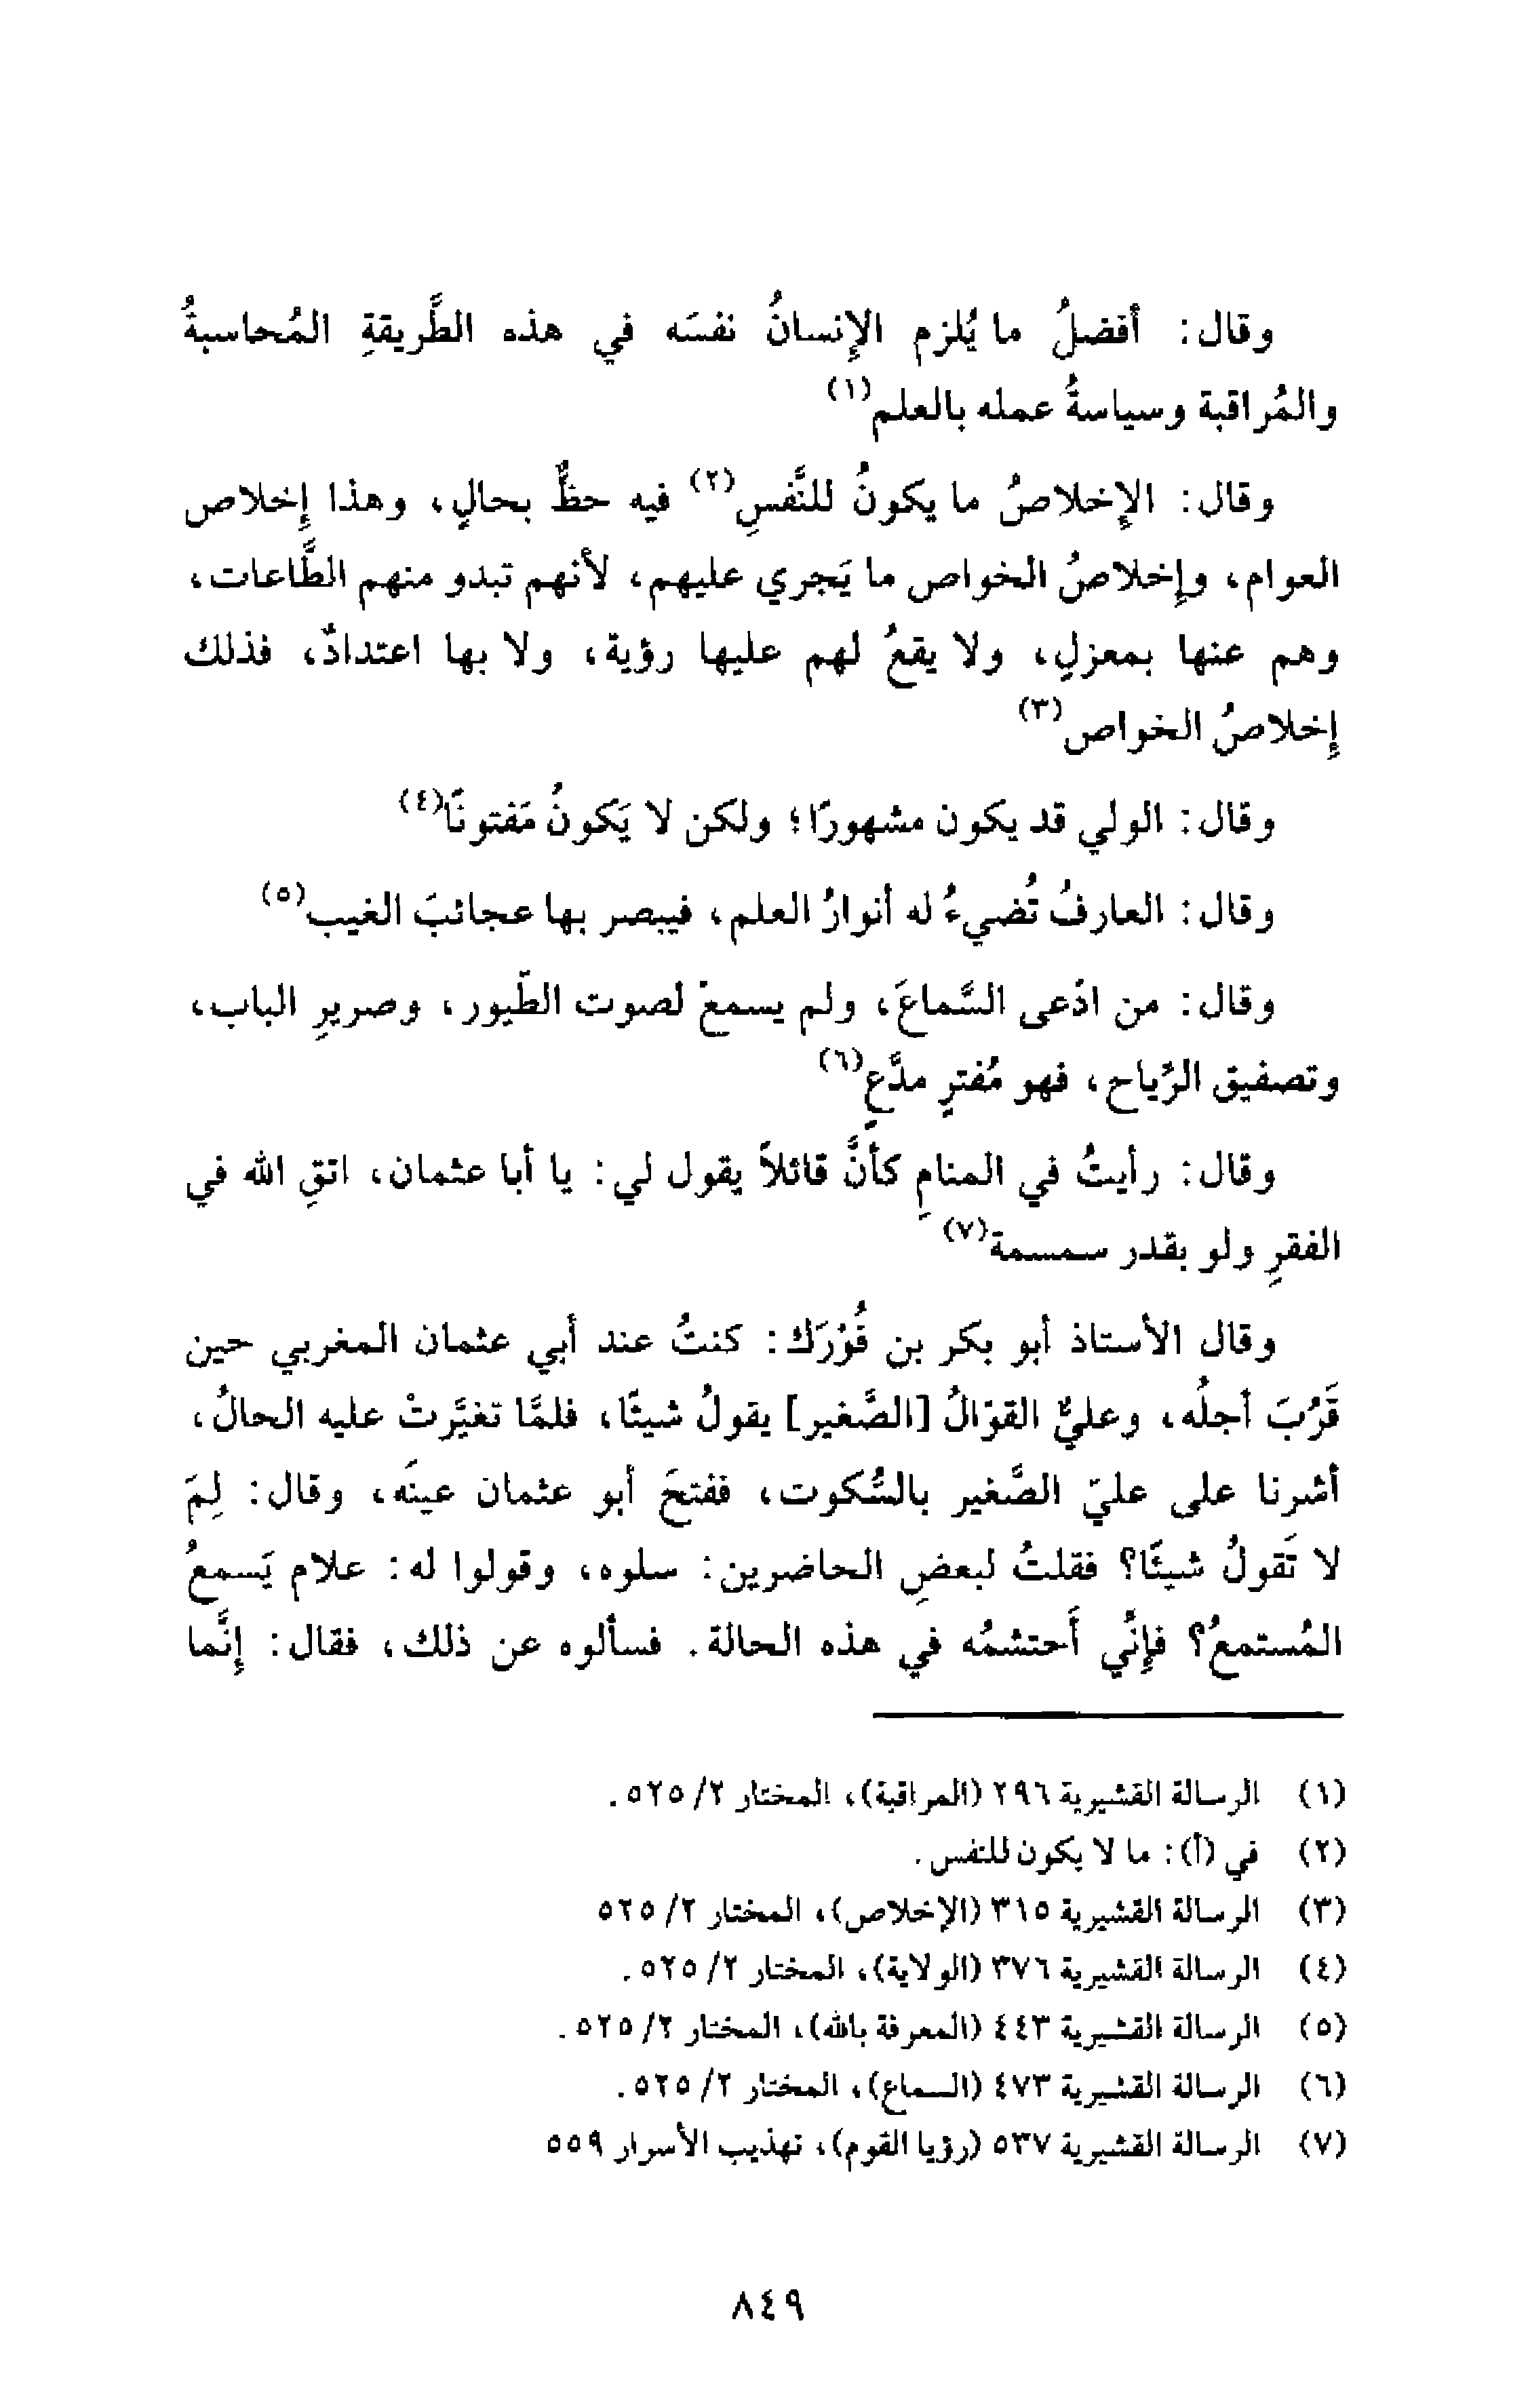 وقال: أفضلُ ما يُلزم الإنسانُ نفسَه في هذه الطَّريقةِ المُحاسبةُ
والمُراقبة وسياسةُ عمله بالعلم(١)
وقال: الإخلاصُ ما يكونُ للنَّفسِ(٢) فيه حظٌّ بحالٍ، وهذا إخلاص
العوام، وإخلاصُ الخواص ما يَجري عليهم، لأنهم تبدو منهم الطَّاعات،
وهم عنها بمعزلٍ، ولا يقعُ لهم عليها رؤية، ولا بها اعتدادٌ، فذلك
إخلاصُ الخواص(٣)
وقال: الولي قد يكون مشهورًا؛ ولكن لا يَكونُ مَفتونًا(٤)
وقال: العارفُ تُضيءُ له أنوارُ العلم، فيبصر بها عجائبَ الغيب(٥)
وقال: من ادّعى السَّماعَ، ولم يسمعْ لصوت الطّيور، وصريرِ الباب،
وتصفيق الرِّياح، فهو مُفترٍ مدَّعٍ(٦)
وقال: رأيتُ في المنامِ كأنَّ قائلاً يقول لي: يا أبا عثمان، اتقِ الله في
الفقرِ ولو بقدر سمسمة(٧)
وقال الأستاذ أبو بكر بن فُوْرَك: كنتُ عند أبي عثمان المغربي حين
قَرُبَ أجلُه، وعليٌّ القوّالُ [الصَّغير] يقولُ شيئًا، فلمَّا تغيَّرتْ عليه الحالُ،
أشرنا على عليّ الصَّغير بالسُّكوت، ففتحَ أبو عثمان عينَه، وقال: لِمَ
لا تَقولُ شيئًا؟ فقلتُ لبعضِ الحاضرين: سلوه، وقولوا له: علام يَسمعُ
المُستمعُ؟ فإنِّي أَحتشمُه في هذه الحالة. فسألوه عن ذلك، فقال: إنَّما
(١) الرسالة القشيرية ٢٩٦ (المراقبة)، المختار ٢/ ٥٢٥.
(٢) في (أ): ما لا يكون للنفس.
(٣) الرسالة القشيرية ٣١٥ (الإخلاص)، المختار ٢/ ٥٢٥
(٤) الرسالة القشيرية ٣٧٦ (الولاية)، المختار ٢/ ٥٢٥.
(٥) الرسالة القشيرية ٤٤٣ (المعرفة بالله)، المختار ٢/ ٥٢٥.
(٦) الرسالة القشيرية ٤٧٣ (السماع)، المختار ٢/ ٥٢٥.
(٧) الرسالة القشيرية ٥٣٧ (رؤيا القوم)، تهذيب الأسرار ٥٥٩
٨٤٩